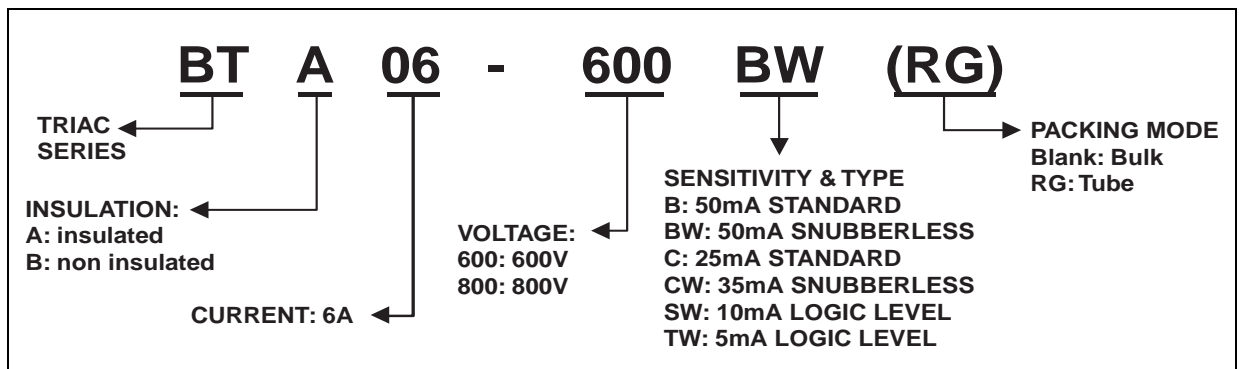 BT A 06 - 600 BW (RG)
TRIAC
SERIES
INSULATION:
A: insulated
B: non insulated
CURRENT: 6A
VOLTAGE:
600: 600V
800: 800V
SENSITIVITY & TYPE
B: 50mA STANDARD
BW: 50mA SNUBBERLESS
C: 25mA STANDARD
CW: 35mA SNUBBERLESS
SW: 10mA LOGIC LEVEL
TW: 5mA LOGIC LEVEL
PACKING MODE
Blank: Bulk
RG: Tube